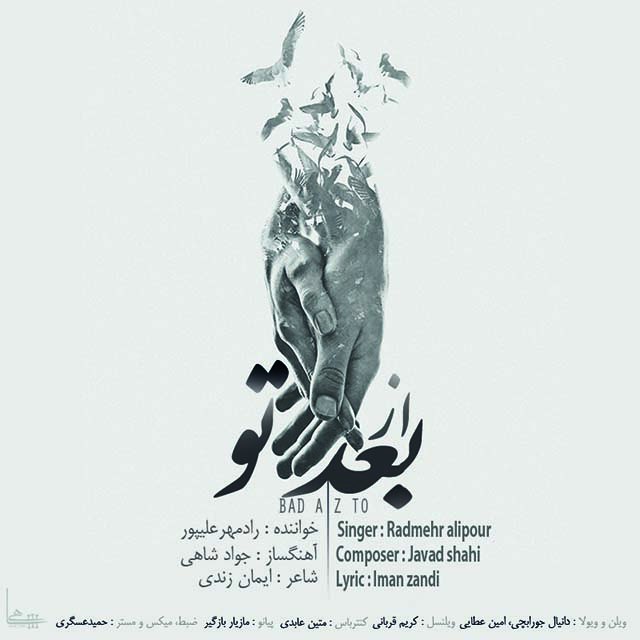 بعد از تو
BAD AZ TO
خواننده : رادمهر علیپور
Singer : Radmehr alipour
آهنگساز : جواد شاهی
Composer : Javad shahi
شاعر : ایمان زندی
Lyric : Iman zandi
ویلن و ویولا : دانیال جورابچی، امین عطایی ویلنسل : کریم قربانی کنترباس : متین عابدی پیانو : مازیار بازگیر ضبط، میکس و مستر : حمیدعسگری